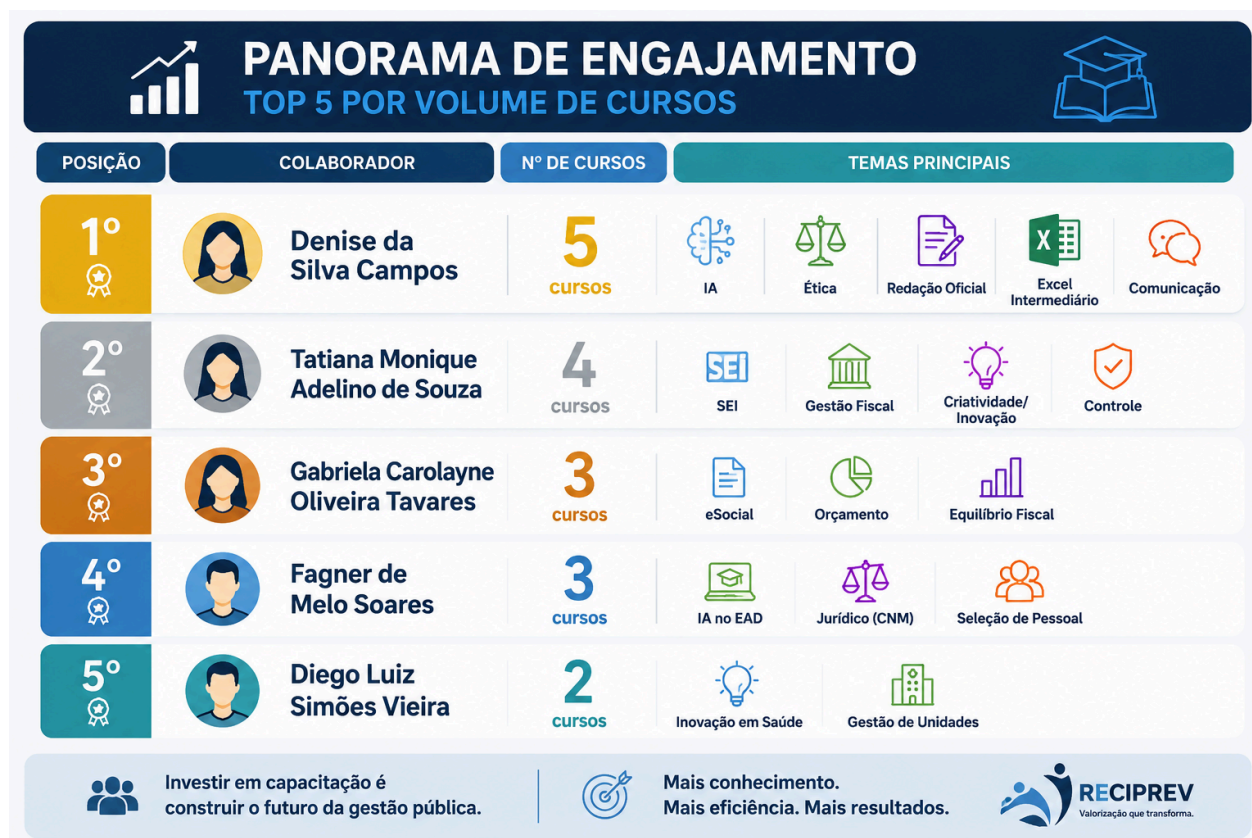 PANORAMA DE ENGAJAMENTO
TOP 5 POR VOLUME DE CURSOS
POSIÇÃO
COLABORADOR
Nº DE CURSOS
TEMAS PRINCIPAIS
1º
Denise da
Silva Campos
5
cursos
IA
Ética
Redação Oficial
X
Excel
Intermediário
Comunicação
2º
Tatiana Monique
Adelino de Souza
4
cursos
SEI
SEI
Gestão Fiscal
Criatividade/
Inovação
Controle
3º
Gabriela Carolayne
Oliveira Tavares
3
cursos
eSocial
Orçamento
Equilíbrio Fiscal
4º
Fagner de
Melo Soares
3
cursos
IA no EAD
Jurídico (CNM)
Seleção de Pessoal
5º
Diego Luiz
Simões Vieira
2
cursos
Inovação em Saúde
Gestão de Unidades
Investir em capacitação é
construir o futuro da gestão pública.
Mais conhecimento.
Mais eficiência. Mais resultados.
RECIPREV
Valorização que transforma.